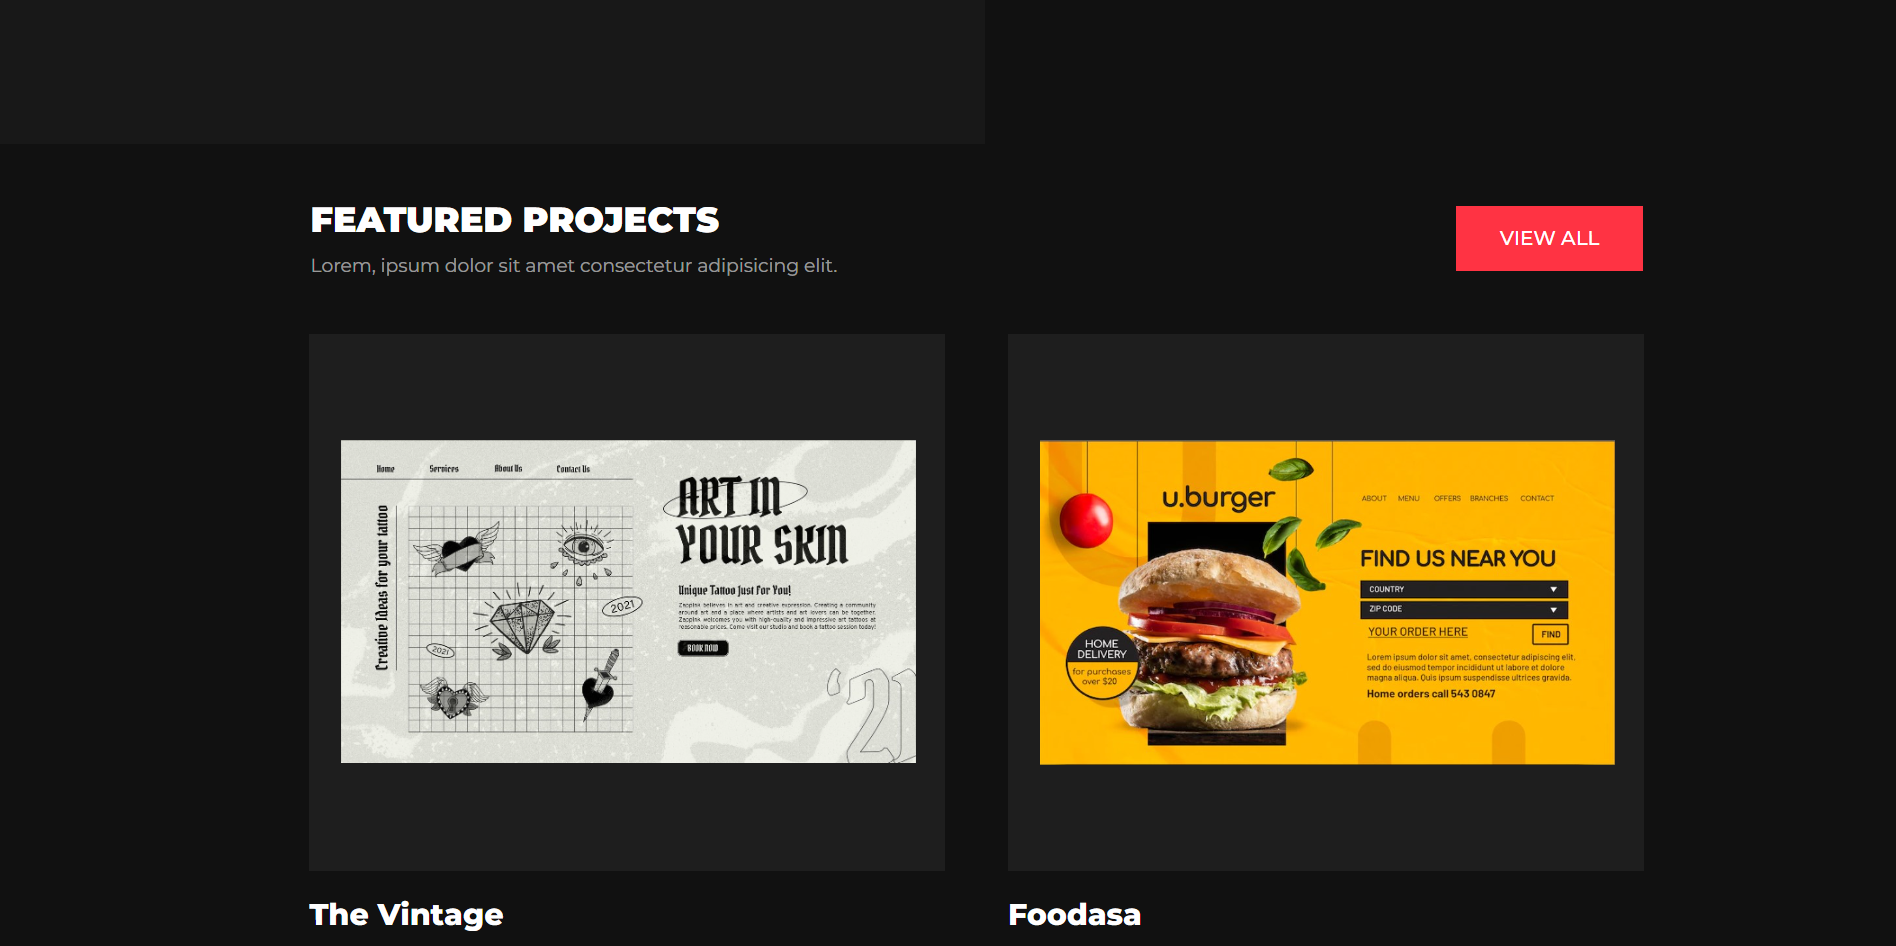 FEATURED PROJECTS
Lorem, ipsum dolor sit amet consectetur adipisicing elit.
VIEW ALL
Home Services About Us Contact Us
Creative Ideas for your tattoo
ART IN
YOUR SKIN
Unique Tattoo Just For You!
Zappink believes in art and creative expression. Creating a community
around art and a place where artists and art lovers can be together.
Zappink welcomes you with high-quality and impressive art tattoos at
reasonable prices. Come visit our studio and book a tattoo session today!
BOOK NOW
2021
2021
'21
u.burger
ABOUT MENU OFFERS BRANCHES CONTACT
FIND US NEAR YOU
COUNTRY
ZIP CODE
YOUR ORDER HERE
FIND
HOME
DELIVERY
for purchases
over $20
Lorem ipsum dolor sit amet, consectetur adipiscing elit,
sed do eiusmod tempor incididunt ut labore et dolore
magna aliqua. Quis ipsum suspendisse ultrices gravida.
Home orders call 543 0847
The Vintage
Foodasa